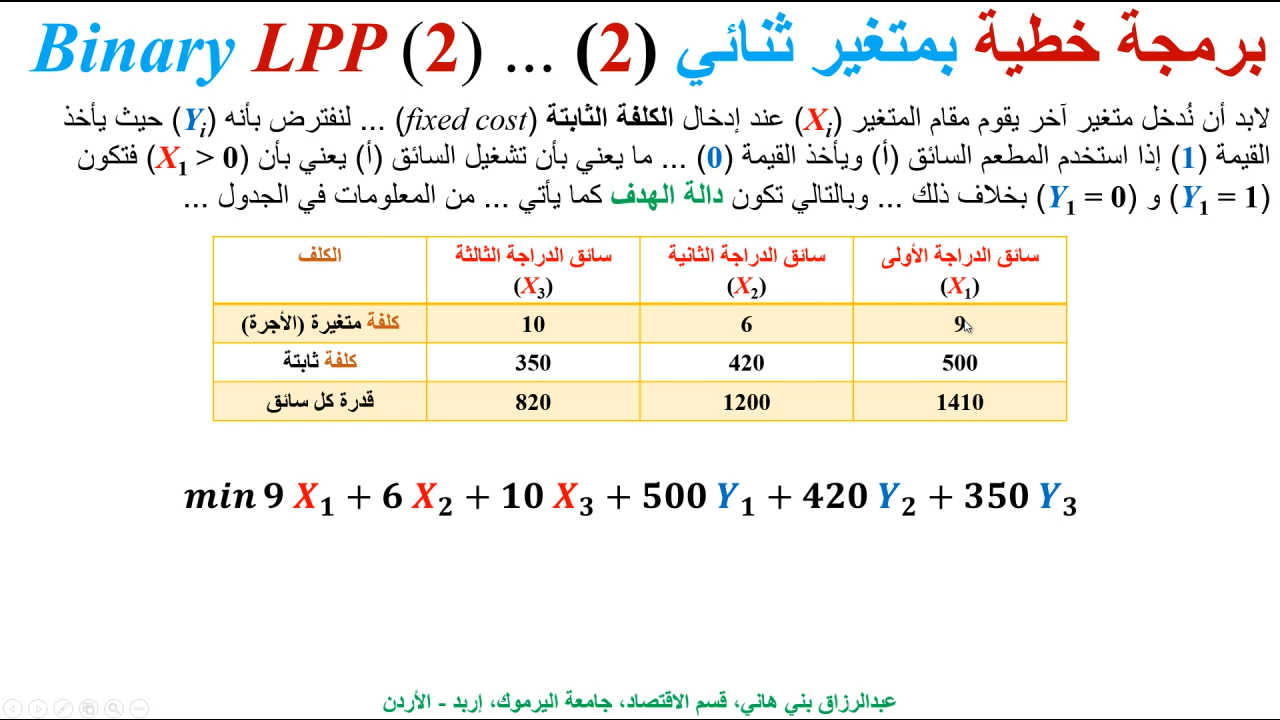 برمجة خطية بمتغير ثنائي (2) ... Binary LPP (2)
لابد أن نُدخل متغير آخر يقوم مقام المتغير (Xi) عند إدخال الكلفة الثابتة (fixed cost) ... لنفترض بأنه (Yi) حيث يأخذ
القيمة (1) إذا استخدم المطعم السائق (أ) ويأخذ القيمة (0) ... ما يعني بأن تشغيل السائق (أ) يعني بأن (X1 > 0) فتكون
(Y1 = 1) و (Y1 = 0) بخلاف ذلك ... وبالتالي تكون دالة الهدف كما يأتي ... من المعلومات في الجدول ...
سائق الدراجة الأولى سائق الدراجة الثانية سائق الدراجة الثالثة الكلف
(X1) (X2) (X3)
9 6 10 كلفة متغيرة (الأجرة)
500 420 350 كلفة ثابتة
1410 1200 820 قدرة كل سائق
min 9 X1 + 6 X2 + 10 X3 + 500 Y1 + 420 Y2 + 350 Y3
عبدالرزاق بني هاني، قسم الاقتصاد، جامعة اليرموك، إربد - الأردن